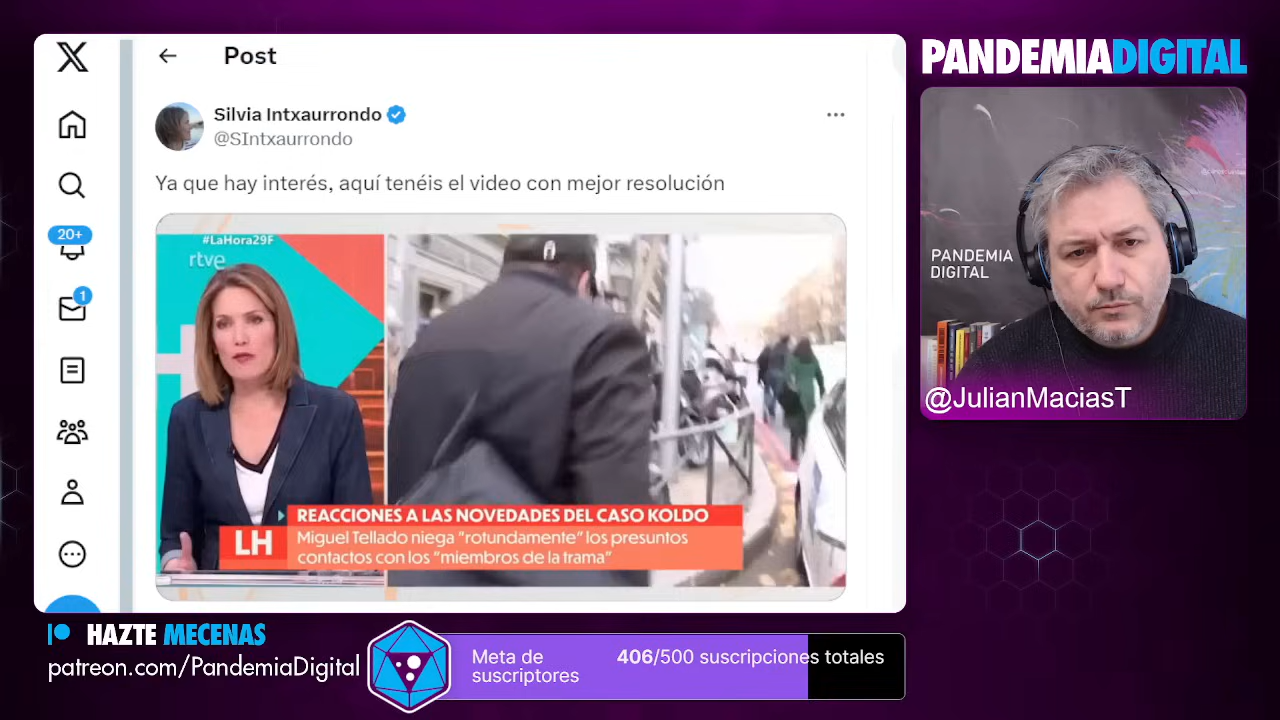 Post
PANDEMIADIGITAL
Silvia Intxaurrondo
@SIntxaurrondo
Ya que hay interés, aquí tenéis el video con mejor resolución
20+
1
#LaHora29F
rtve
PANDEMIA
DIGITAL
@JulianMaciasT
LH
REACCIONES A LAS NOVEDADES DEL CASO KOLDO
Miguel Tellado niega "rotundamente" los presuntos
contactos con los "miembros de la trama"
HAZTE MECENAS
patreon.com/PandemiaDigital
Meta de
suscriptores
406/500 suscripciones totales